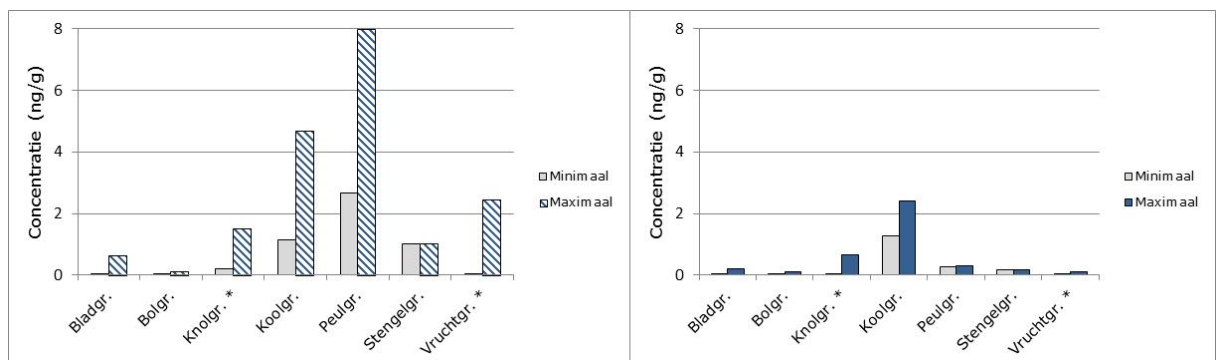 Concentratie (ng/g)
8
6
4
2
0
Bladgr.
Bolgr.
Knolgr. *
Koolgr.
Peulgr.
Stengelgr.
Vruchtgr. *
Minimaal
Maximaal
Concentratie (ng/g)
8
6
4
2
0
Bladgr.
Bolgr.
Knolgr. *
Koolgr.
Peulgr.
Stengelgr.
Vruchtgr. *
Minimaal
Maximaal